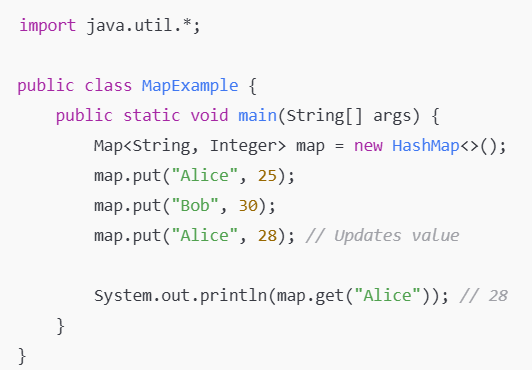 import java.util.*;

public class MapExample {
    public static void main(String[] args) {
        Map<String, Integer> map = new HashMap<>();
        map.put("Alice", 25);
        map.put("Bob", 30);
        map.put("Alice", 28); // Updates value

        System.out.println(map.get("Alice")); // 28
    }
}